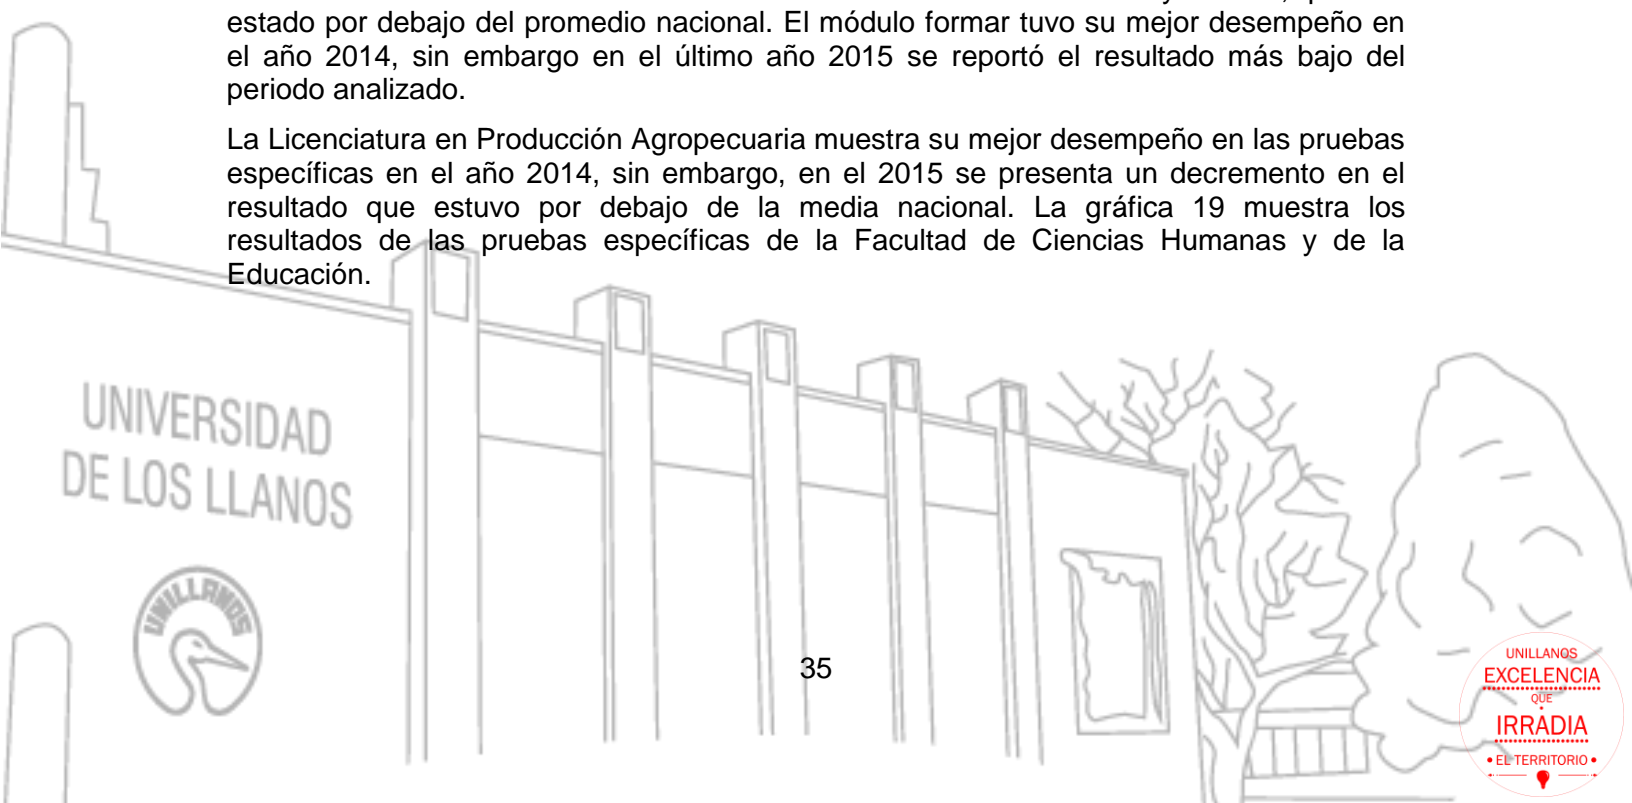 estado por debajo del promedio nacional. El módulo formar tuvo su mejor desempeño en
el año 2014, sin embargo en el último año 2015 se reportó el resultado más bajo del
periodo analizado.
La Licenciatura en Producción Agropecuaria muestra su mejor desempeño en las pruebas
específicas en el año 2014, sin embargo, en el 2015 se presenta un decremento en el
resultado que estuvo por debajo de la media nacional. La gráfica 19 muestra los
resultados de las pruebas específicas de la Facultad de Ciencias Humanas y de la
Educación.
UNIVERSIDAD
DE LOS LLANOS
UNILLANOS
35
UNILLANOS
EXCELENCIA
QUE
IRRADIA
• EL TERRITORIO •